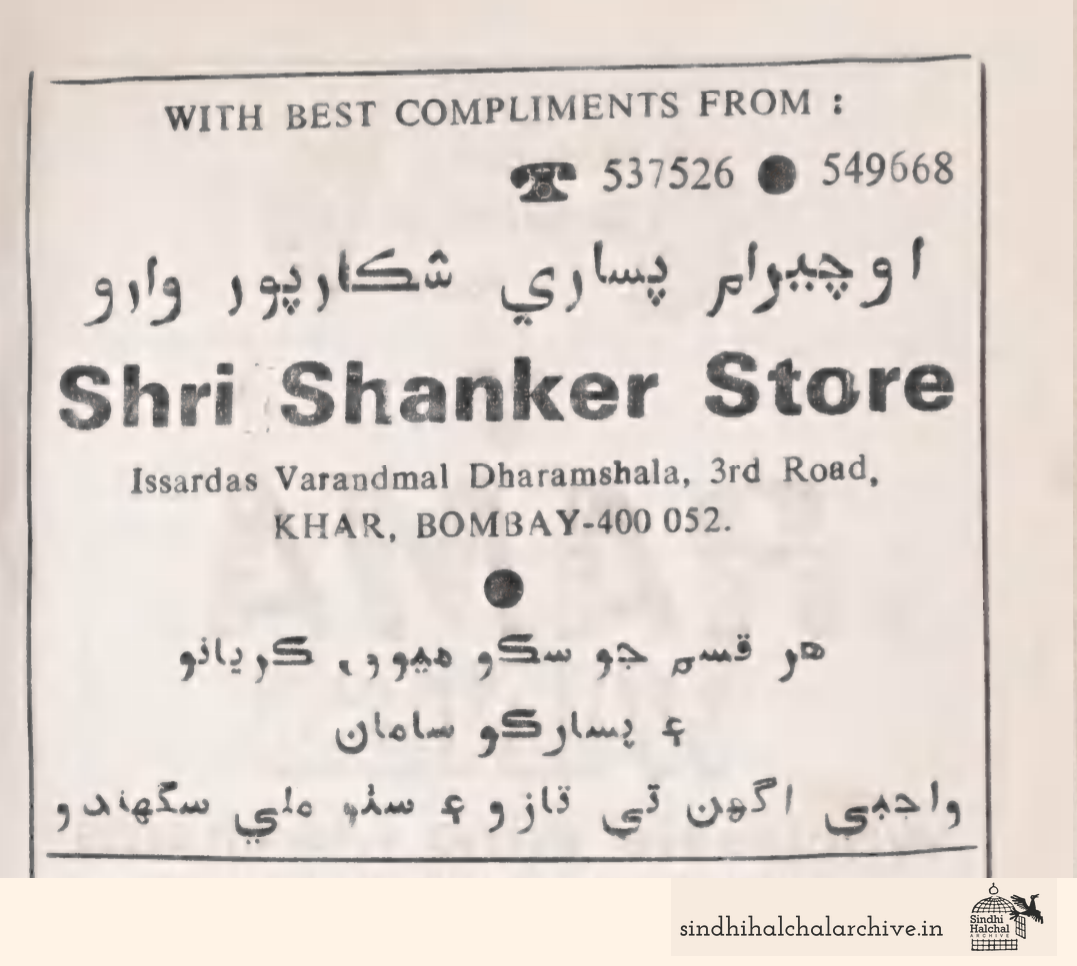 WITH BEST COMPLIMENTS FROM :
☎ 537526 ● 549668
اوچيرام پساري شڪارپور وارو
Shri Shanker Store
Issardas Varandmal Dharamshala, 3rd Road,
KHAR, BOMBAY-400 052.
هر قسم جو سڪو ميوو، ڪريانو
۽ پسارڪو سامان
واجبي اگهن تي تازو ۽ سٺو ملي سگهندو
sindhihalchalarchive.in
Sindhi
Halchal
ARCHIVE